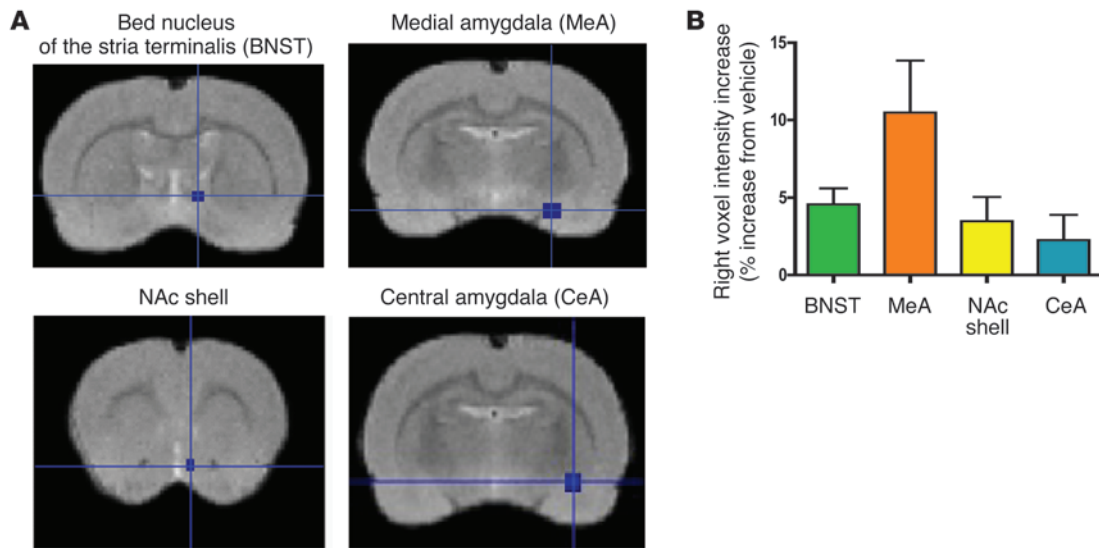 A
Bed nucleus
of the stria terminalis (BNST)
Medial amygdala (MeA)
NAc shell
Central amygdala (CeA)
B
Right voxel intensity increase
(% increase from vehicle)
15
10
5
0
BNST
MeA
NAc
shell
CeA